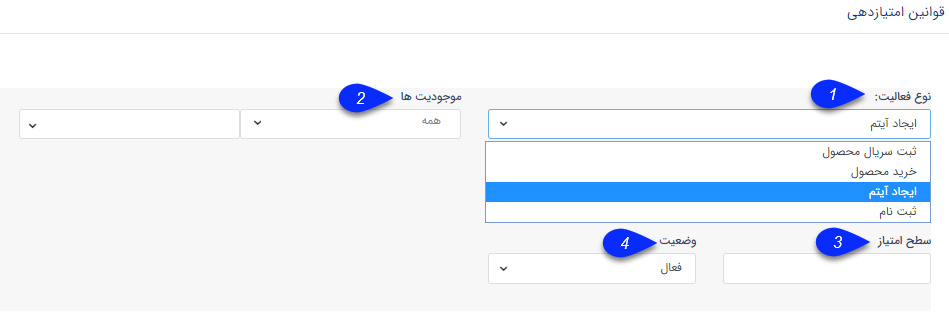 قوانین امتیازدهی
نوع فعالیت:
1
موجودیت ها
2
ایجاد آیتم
همه
ثبت سریال محصول
خرید محصول
ایجاد آیتم
ثبت نام
سطح امتیاز
3
وضعیت
4
فعال